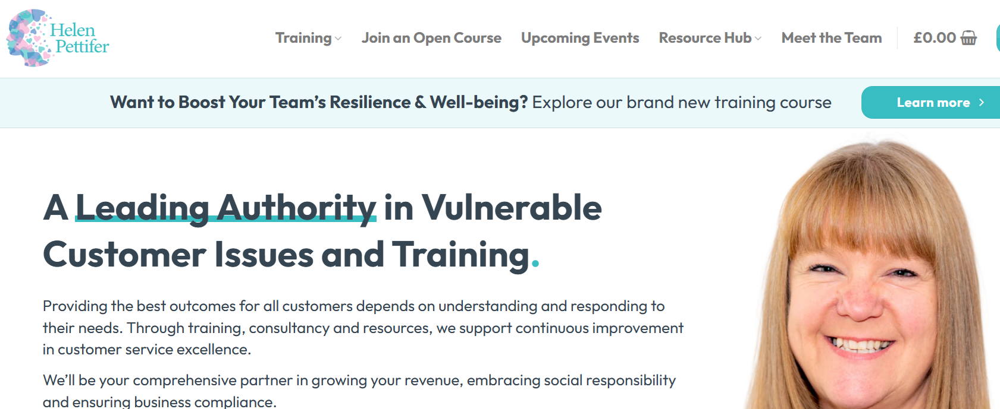 Helen
Pettifer
Training
Join an Open Course
Upcoming Events
Resource Hub
Meet the Team
£0.00
Want to Boost Your Team’s Resilience & Well-being? Explore our brand new training course
Learn more
A Leading Authority in Vulnerable
Customer Issues and Training.
Providing the best outcomes for all customers depends on understanding and responding to
their needs. Through training, consultancy and resources, we support continuous improvement
in customer service excellence.
We’ll be your comprehensive partner in growing your revenue, embracing social responsibility
and ensuring business compliance.